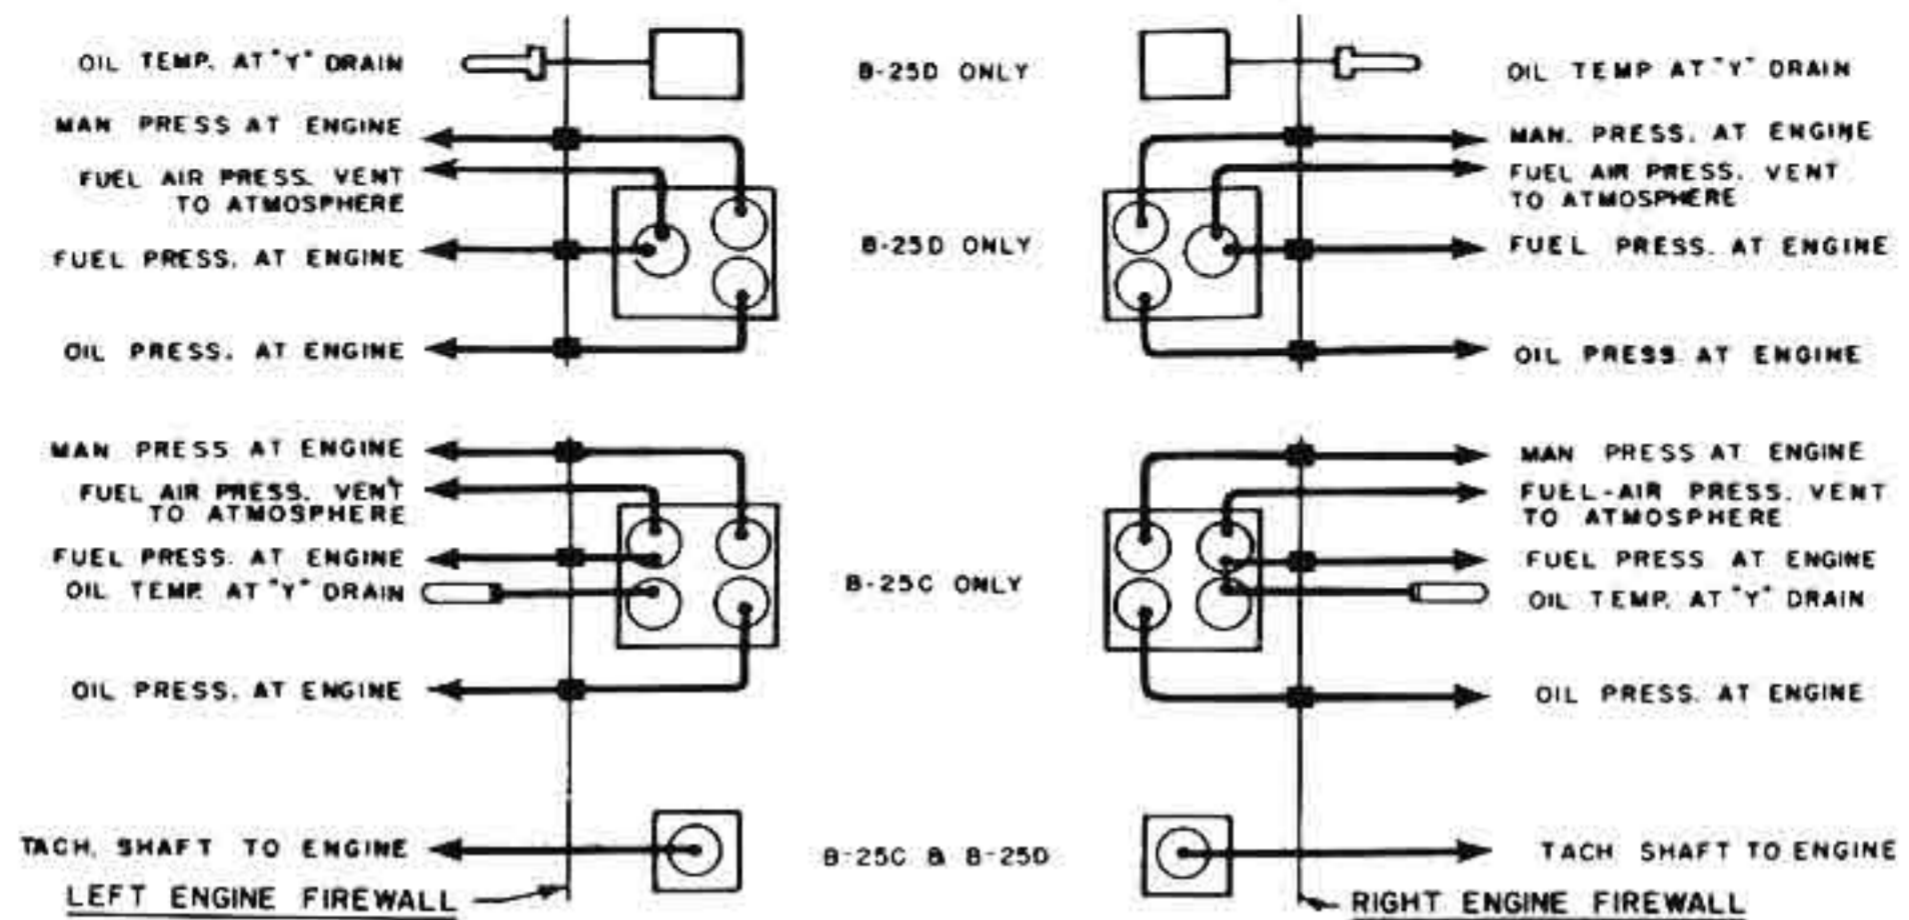 OIL TEMP. AT "Y" DRAIN
B-25D ONLY
OIL TEMP AT "Y" DRAIN
MAN PRESS AT ENGINE
MAN. PRESS. AT ENGINE
FUEL AIR PRESS. VENT
TO ATMOSPHERE
FUEL AIR PRESS. VENT
TO ATMOSPHERE
FUEL PRESS. AT ENGINE
B-25D ONLY
FUEL PRESS. AT ENGINE
OIL PRESS. AT ENGINE
OIL PRESS AT ENGINE
MAN PRESS AT ENGINE
MAN PRESS AT ENGINE
FUEL AIR PRESS. VENT
TO ATMOSPHERE
FUEL-AIR PRESS. VENT
TO ATMOSPHERE
FUEL PRESS. AT ENGINE
FUEL PRESS. AT ENGINE
OIL TEMP. AT "Y" DRAIN
B-25C ONLY
OIL TEMP. AT "Y" DRAIN
OIL PRESS. AT ENGINE
OIL PRESS. AT ENGINE
TACH. SHAFT TO ENGINE
B-25C & B-25D
TACH SHAFT TO ENGINE
LEFT ENGINE FIREWALL
RIGHT ENGINE FIREWALL